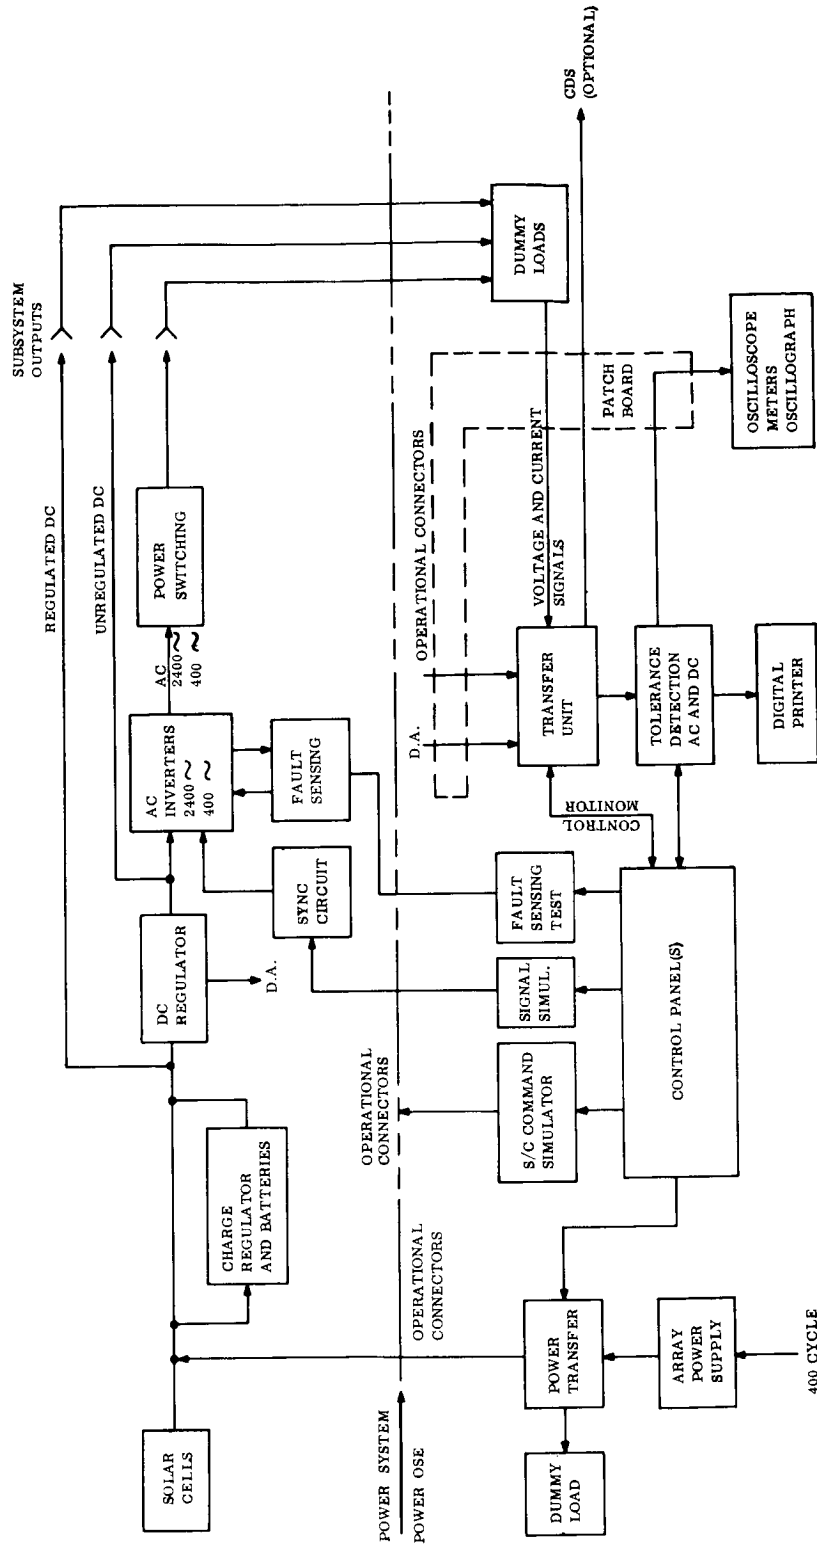 SUBSYSTEM
OUTPUTS
REGULATED DC
UNREGULATED DC
SOLAR
CELLS
CHARGE
REGULATOR
AND BATTERIES
DC
REGULATOR
D.A.
AC
INVERTERS
2400 ~
400 ~
AC
2400 ~
400 ~
POWER
SWITCHING
SYNC
CIRCUIT
FAULT
SENSING
POWER SYSTEM
POWER OSE
OPERATIONAL
CONNECTORS
OPERATIONAL
CONNECTORS
D.A.
OPERATIONAL CONNECTORS
VOLTAGE AND CURRENT
SIGNALS
PATCH
BOARD
DUMMY
LOADS
CDS
(OPTIONAL)
DUMMY
LOAD
POWER
TRANSFER
ARRAY
POWER
SUPPLY
400 CYCLE
S/C COMMAND
SIMULATOR
SIGNAL
SIMUL.
FAULT
SENSING
TEST
CONTROL PANEL(S)
CONTROL
MONITOR
TRANSFER
UNIT
TOLERANCE
DETECTION
AC AND DC
DIGITAL
PRINTER
OSCILLOSCOPE
METERS
OSCILLOGRAPH